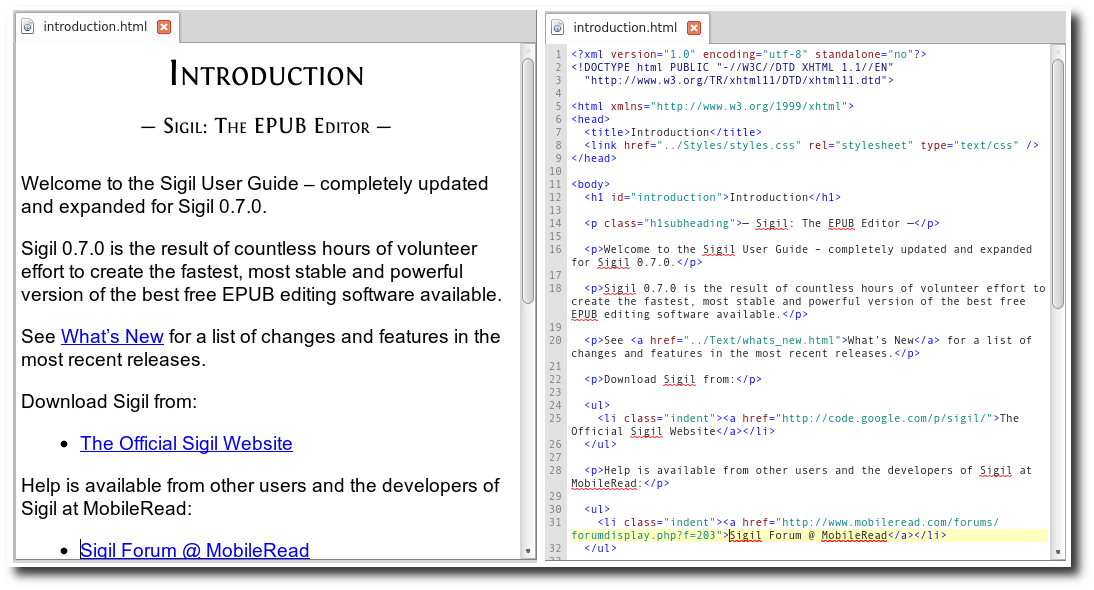 introduction.html
Introduction
— Sigil: The EPUB Editor —
Welcome to the Sigil User Guide – completely updated
and expanded for Sigil 0.7.0.
Sigil 0.7.0 is the result of countless hours of volunteer
effort to create the fastest, most stable and powerful
version of the best free EPUB editing software available.
See What’s New for a list of changes and features in the
most recent releases.
Download Sigil from:
• The Official Sigil Website
Help is available from other users and the developers of
Sigil at MobileRead:
• Sigil Forum @ MobileRead
introduction.html
1 <?xml version="1.0" encoding="utf-8" standalone="no"?>
2 <!DOCTYPE html PUBLIC "-//W3C//DTD XHTML 1.1//EN"
3   "http://www.w3.org/TR/xhtml11/DTD/xhtml11.dtd">
4
5 <html xmlns="http://www.w3.org/1999/xhtml">
6 <head>
7   <title>Introduction</title>
8   <link href="../Styles/styles.css" rel="stylesheet" type="text/css" />
9 </head>
10
11 <body>
12   <h1 id="introduction">Introduction</h1>
13
14   <p class="h1subheading">— Sigil: The EPUB Editor —</p>
15
16   <p>Welcome to the Sigil User Guide – completely updated and expanded
for Sigil 0.7.0.</p>
17
18   <p>Sigil 0.7.0 is the result of countless hours of volunteer effort to
create the fastest, most stable and powerful version of the best free
EPUB editing software available.</p>
19
20   <p>See <a href="../Text/whats_new.html">What’s New</a> for a list of
changes and features in the most recent releases.</p>
21
22   <p>Download Sigil from:</p>
23
24   <ul>
25     <li class="indent"><a href="http://code.google.com/p/sigil/">The
Official Sigil Website</a></li>
26   </ul>
27
28   <p>Help is available from other users and the developers of Sigil at
MobileRead:</p>
29
30   <ul>
31     <li class="indent"><a href="http://www.mobileread.com/forums/
forumdisplay.php?f=203">Sigil Forum @ MobileRead</a></li>
32   </ul>